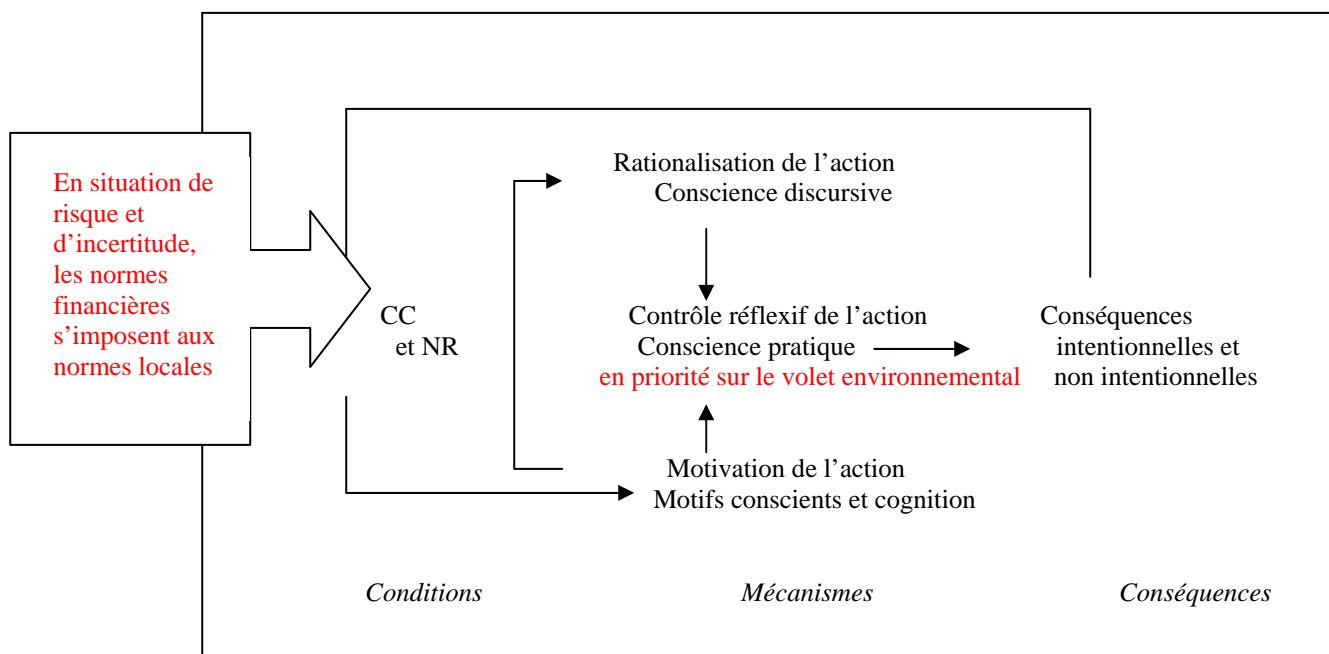 En situation de
risque et
d’incertitude,
les normes
financières
s’imposent aux
normes locales
CC
et NR
Rationalisation de l’action
Conscience discursive
Contrôle réflexif de l’action
Conscience pratique
en priorité sur le volet environnemental
Motivation de l’action
Motifs conscients et cognition
Conséquences
intentionnelles et
non intentionnelles
Conditions
Mécanismes
Conséquences